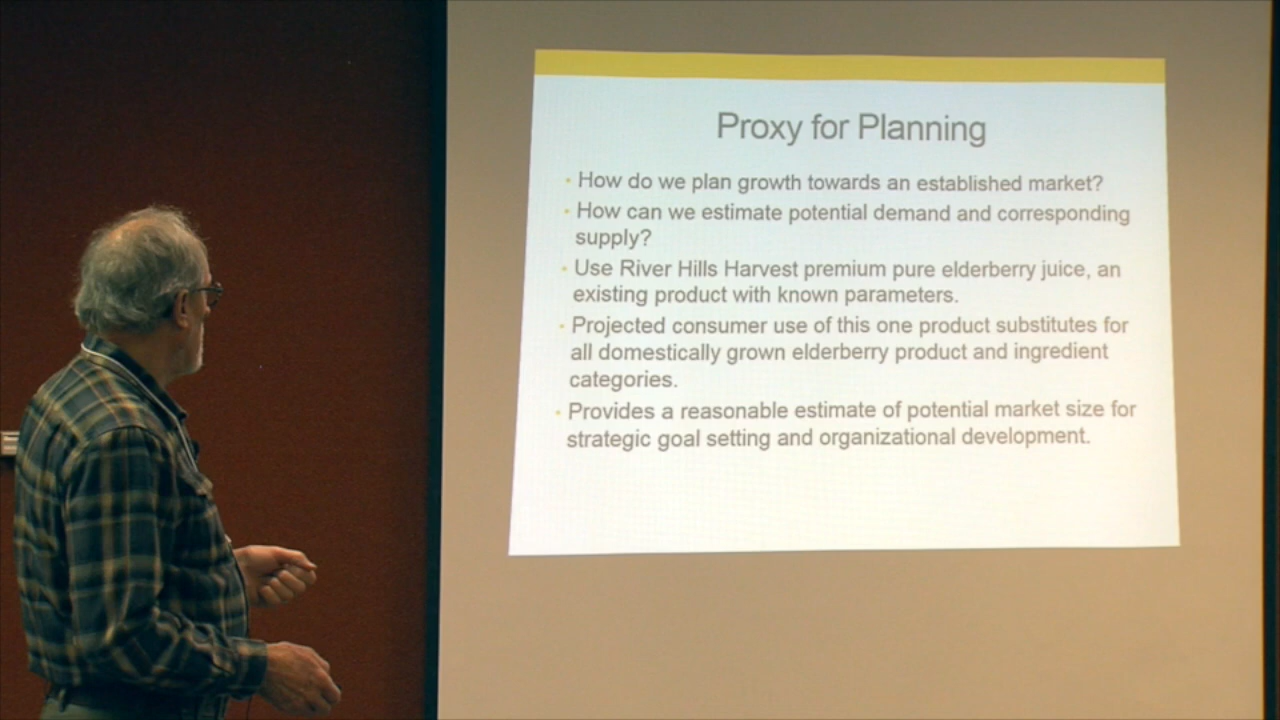 Proxy for Planning
• How do we plan growth towards an established market?
• How can we estimate potential demand and corresponding
supply?
• Use River Hills Harvest premium pure elderberry juice, an
existing product with known parameters.
• Projected consumer use of this one product substitutes for
all domestically grown elderberry product and ingredient
categories.
• Provides a reasonable estimate of potential market size for
strategic goal setting and organizational development.